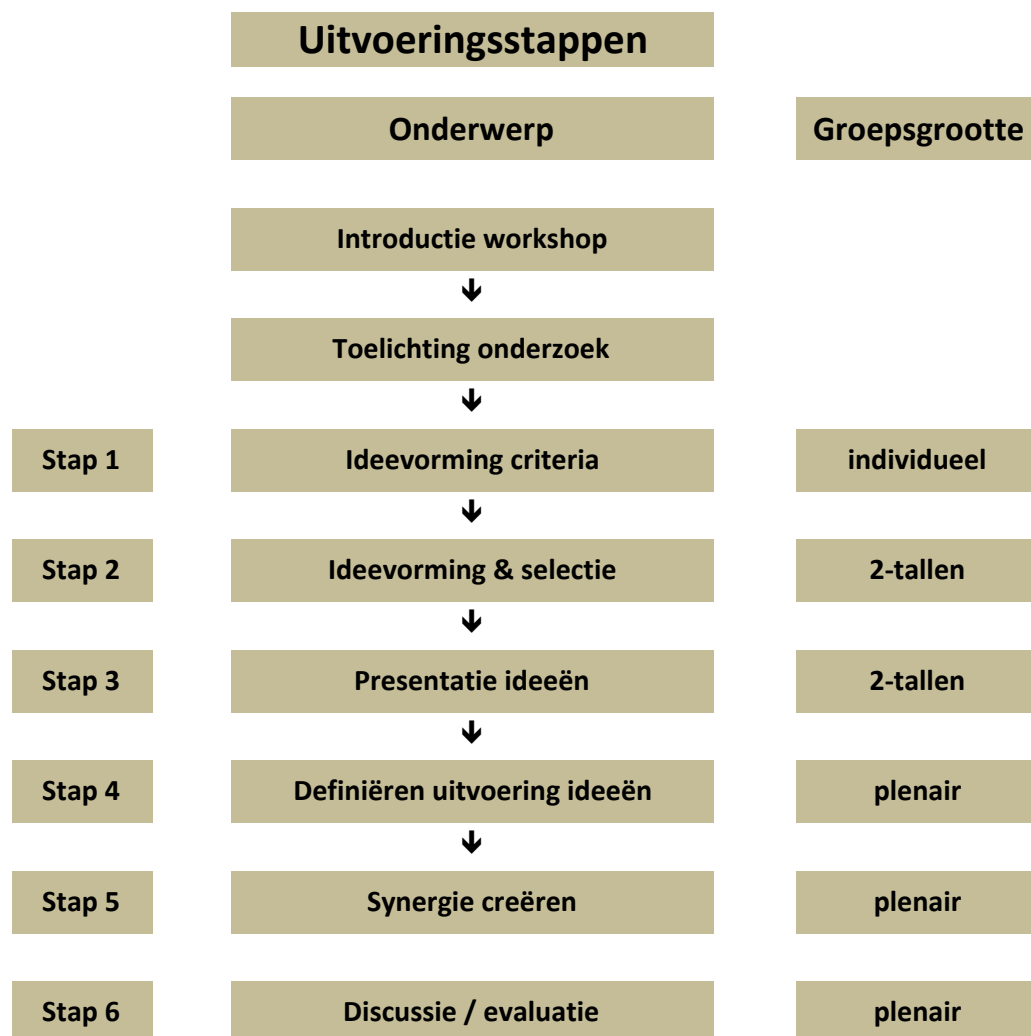 Uitvoeringsstappen
Onderwerp Groepsgrootte
Introductie workshop
Toelichting onderzoek
Stap 1 Ideevorming criteria individueel
Stap 2 Ideevorming & selectie 2-tallen
Stap 3 Presentatie ideeën 2-tallen
Stap 4 Definiëren uitvoering ideeën plenair
Stap 5 Synergie creëren plenair
Stap 6 Discussie / evaluatie plenair